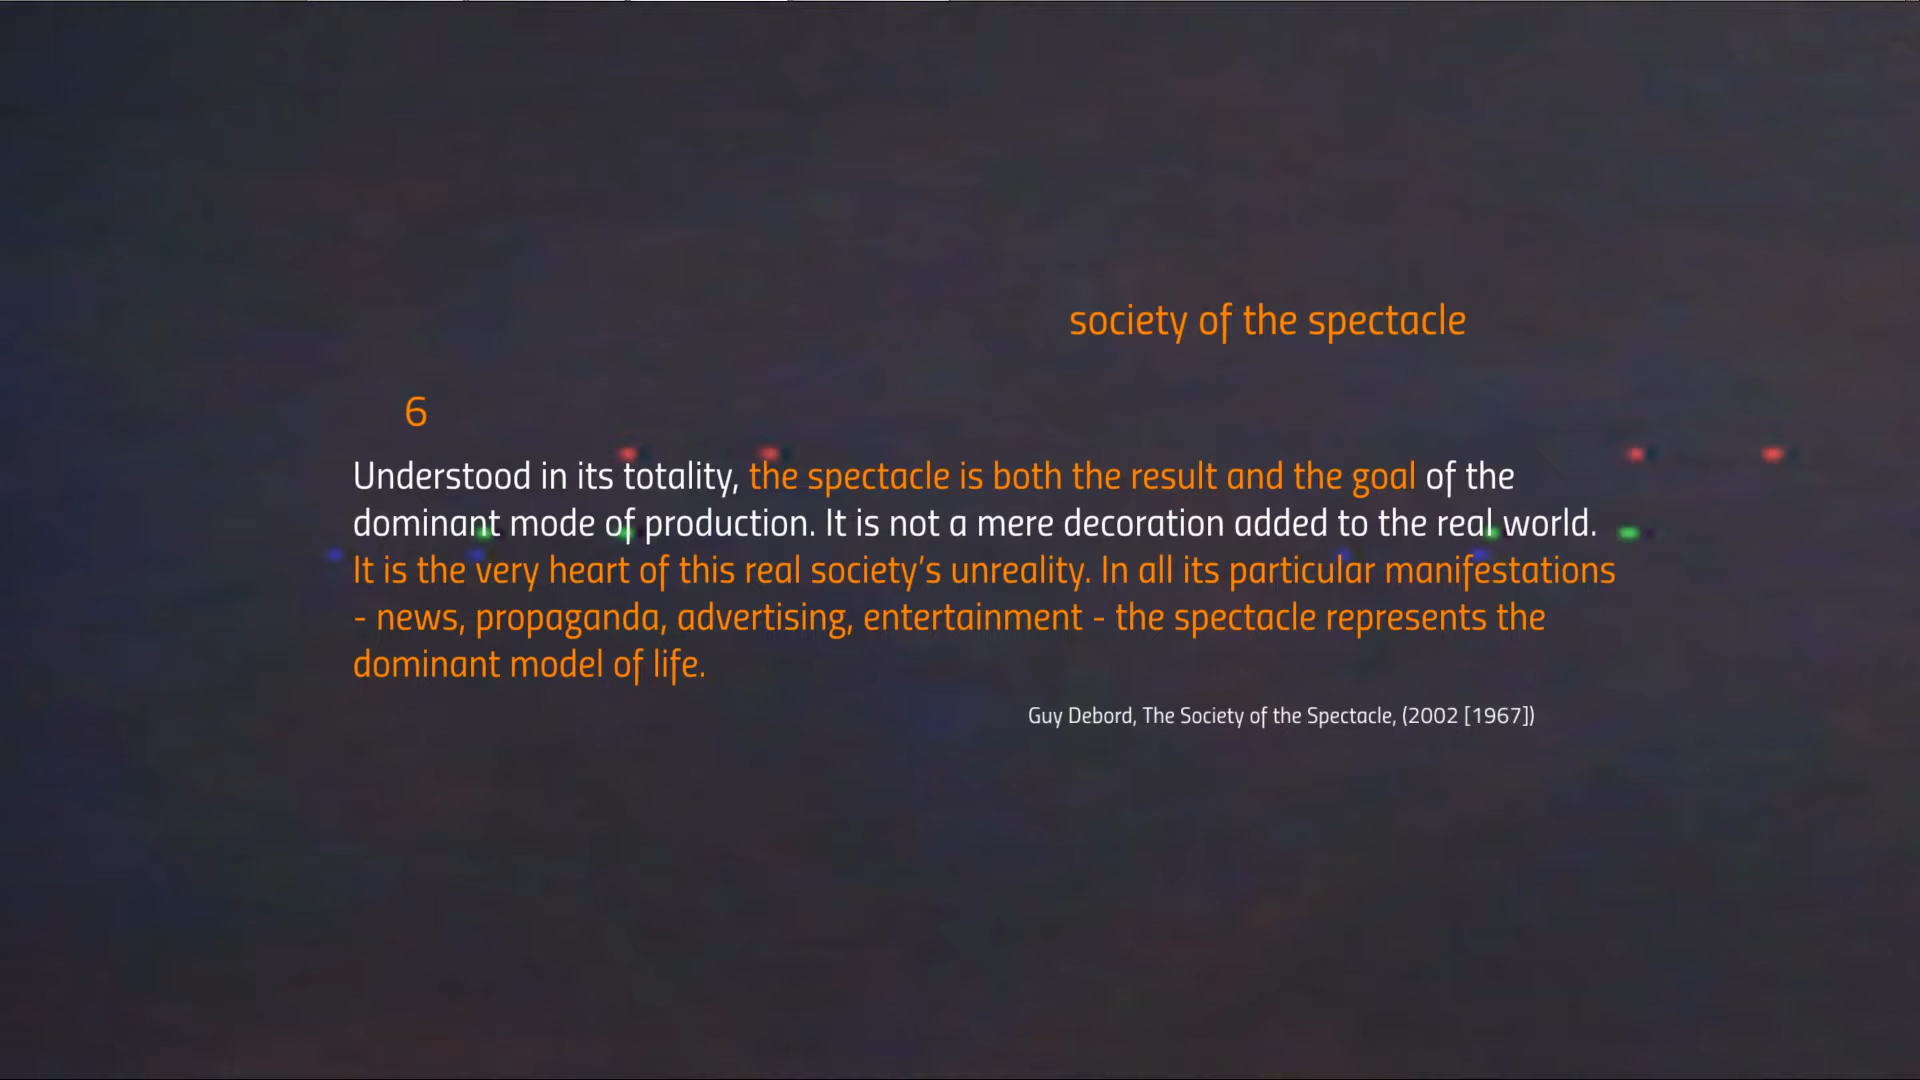 society of the spectacle
6
Understood in its totality, the spectacle is both the result and the goal of the
dominant mode of production. It is not a mere decoration added to the real world.
It is the very heart of this real society's unreality. In all its particular manifestations
- news, propaganda, advertising, entertainment - the spectacle represents the
dominant model of life.
Guy Debord, The Society of the Spectacle, (2002 [1967])